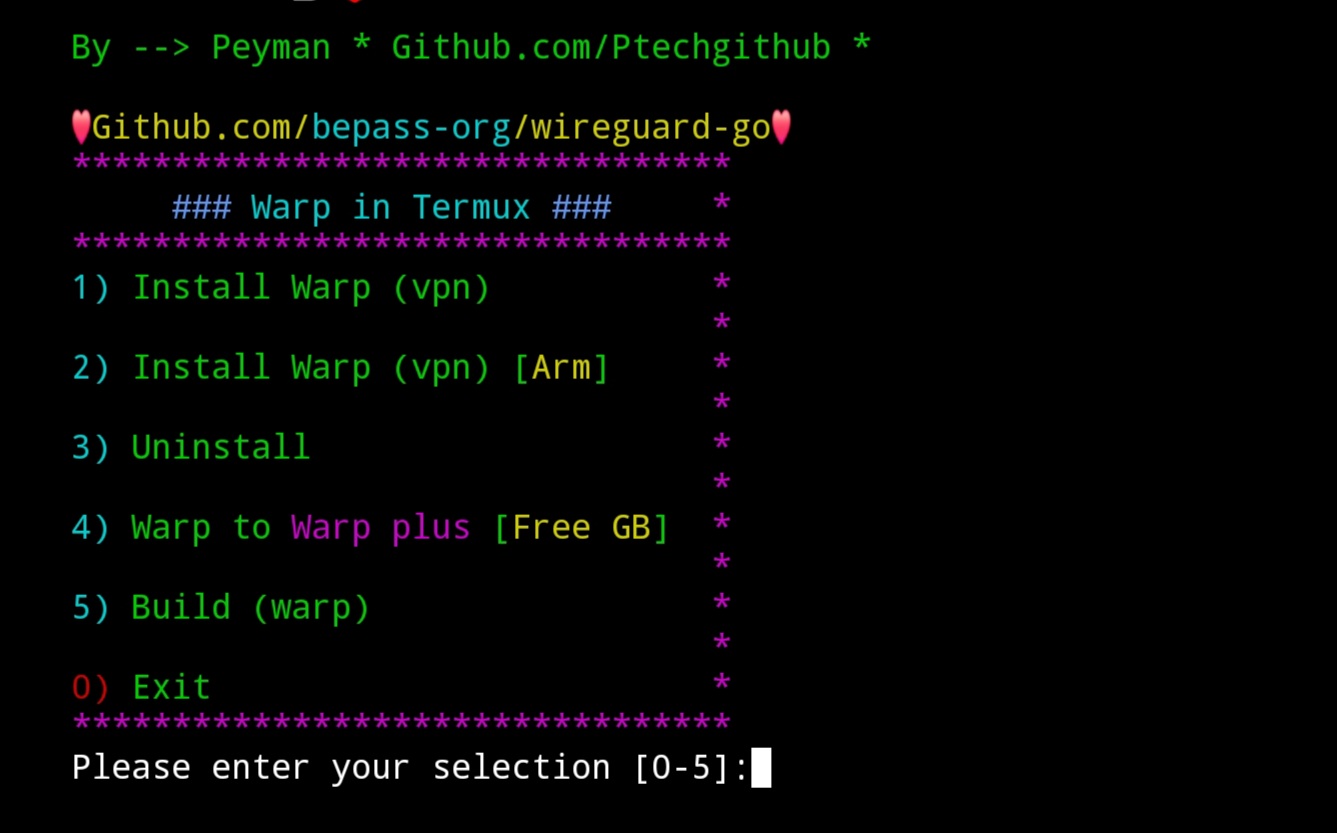 By --> Peyman * Github.com/Ptechgithub *
Github.com/bepass-org/wireguard-go
*********************************
### Warp in Termux ### *
*********************************
1) Install Warp (vpn) *
*
2) Install Warp (vpn) [Arm] *
*
3) Uninstall *
*
4) Warp to Warp plus [Free GB] *
*
5) Build (warp) *
*
0) Exit *
*********************************
Please enter your selection [0-5]: